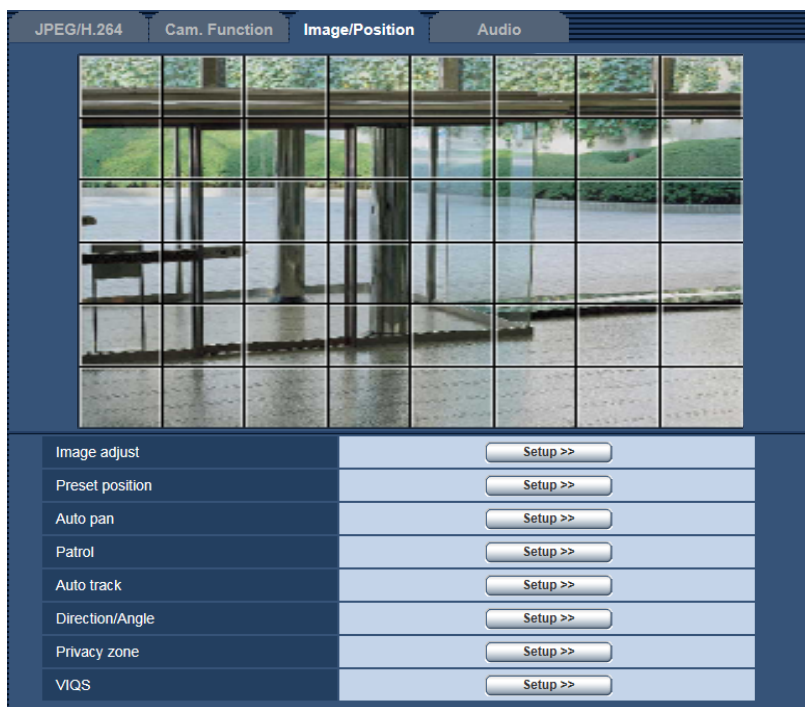 JPEG/H.264 Cam. Function Image/Position Audio
Image adjust Setup >>
Preset position Setup >>
Auto pan Setup >>
Patrol Setup >>
Auto track Setup >>
Direction/Angle Setup >>
Privacy zone Setup >>
VIQS Setup >>